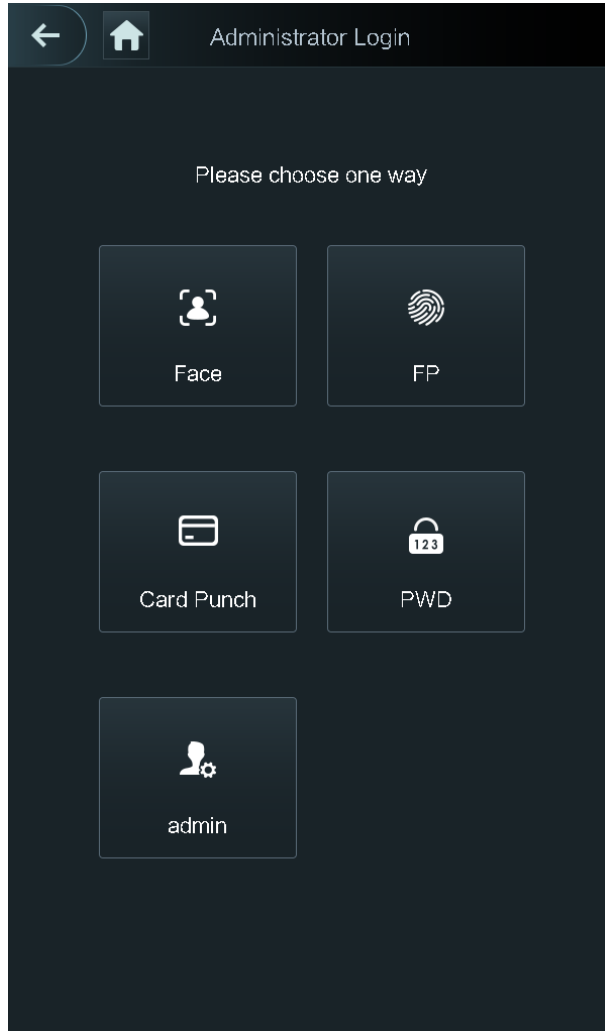 Administrator Login
Please choose one way
Face
FP
Card Punch
123
PWD
admin